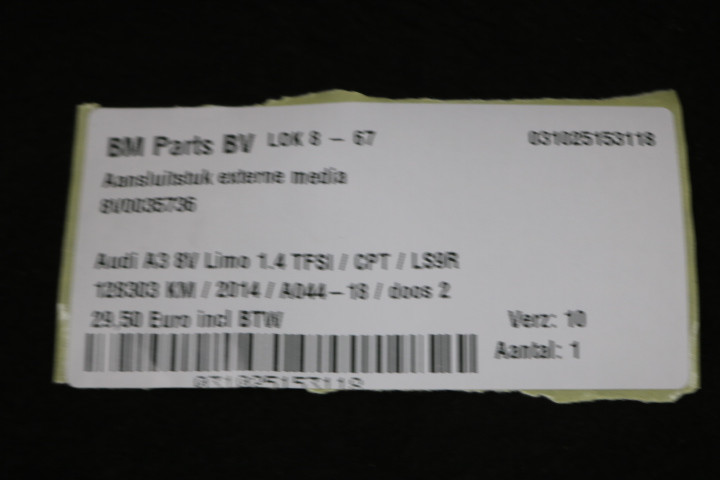 BM Parts BV LOK 8 - 67 031025153118
Aansluitstuk externe media
8V0035736
Audi A3 8V Limo 1.4 TFSI / CPT / LS9R
128303 KM / 2014 / A044-18 / doos 2
29,50 Euro incl BTW Verz: 10
Aantal: 1
031025153118